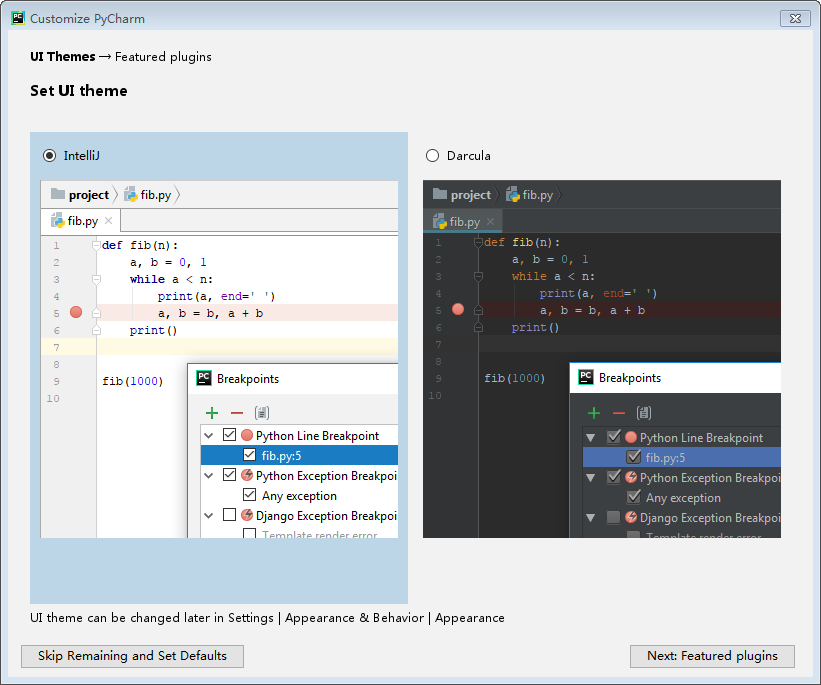 Customize PyCharm
UI Themes → Featured plugins
Set UI theme
IntelliJ
project fib.py
fib.py
1 def fib(n):
2 a, b = 0, 1
3 while a < n:
4 print(a, end=' ')
5 a, b = b, a + b
6 print()
7
8
9 fib(1000)
10
PC Breakpoints
Python Line Breakpoint
fib.py:5
Python Exception Breakpoi
Any exception
Django Exception Breakpoi
Template render error
Darcula
project fib.py
fib.py
1 def fib(n):
2 a, b = 0, 1
3 while a < n:
4 print(a, end=' ')
5 a, b = b, a + b
6 print()
7
8
9 fib(1000)
10
PC Breakpoints
Python Line Breakpoint
fib.py:5
Python Exception Breakpoi
Any exception
Django Exception Breakpoi
Template render error
UI theme can be changed later in Settings | Appearance & Behavior | Appearance
Skip Remaining and Set Defaults
Next: Featured plugins